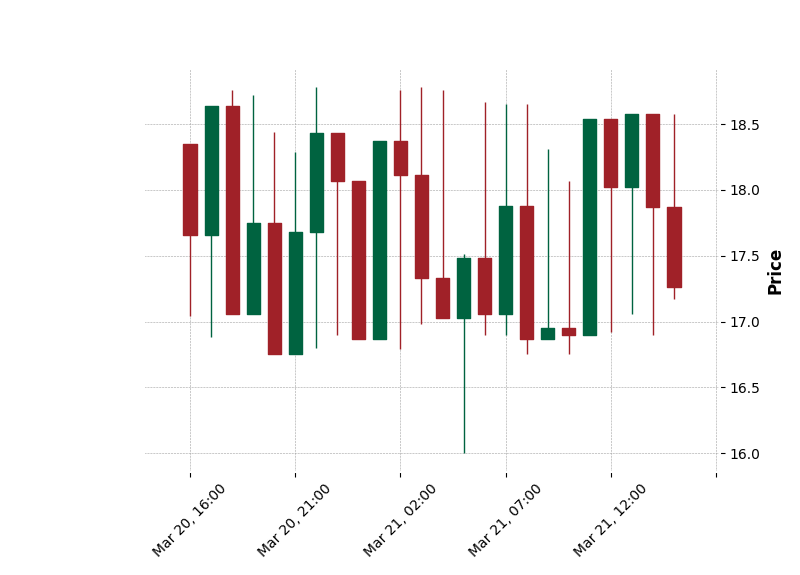 18.5
18.0
17.5
17.0
16.5
16.0
Price
Mar 20, 16:00
Mar 20, 21:00
Mar 21, 02:00
Mar 21, 07:00
Mar 21, 12:00